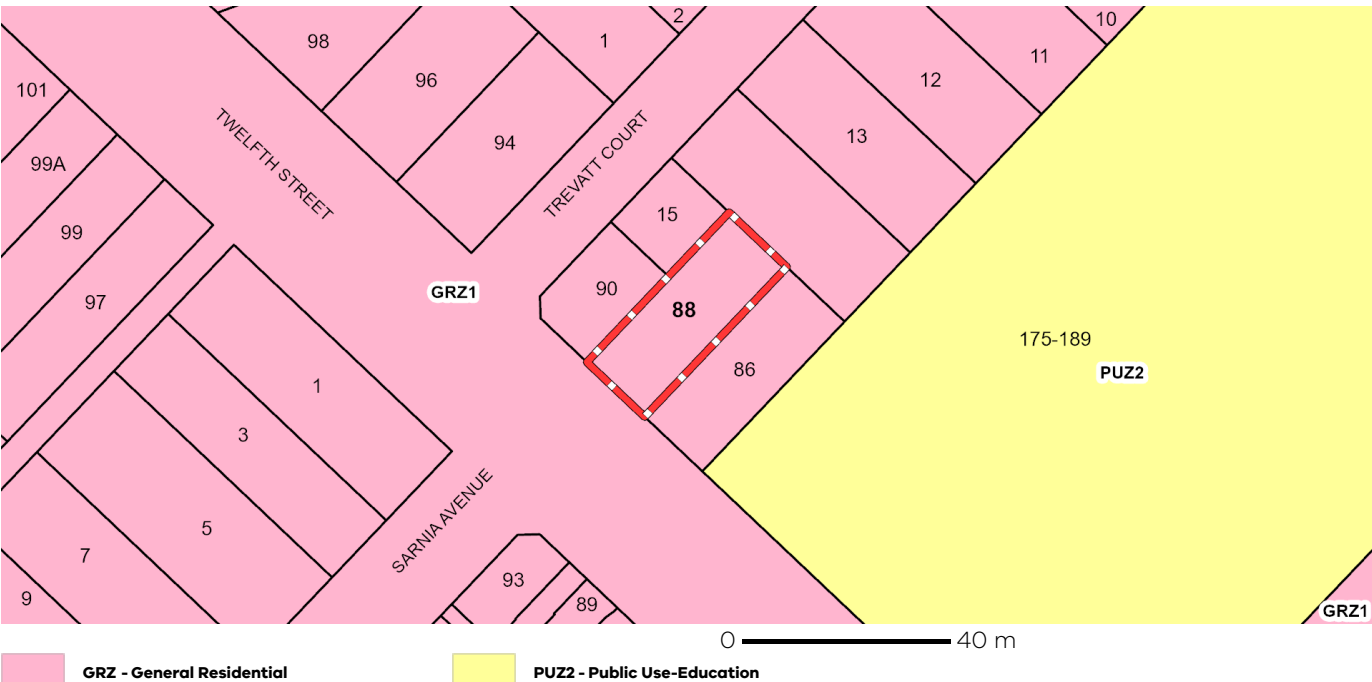 2
10
98
1
11
96
12
101
TWELFTH STREET
TREVATT COURT
13
94
99A
15
99
90
GRZ1
97
88
175-189
PUZ2
86
1
3
SARNIA AVENUE
5
7
93
9
89
GRZ1
0 40 m
GRZ - General Residential
PUZ2 - Public Use-Education